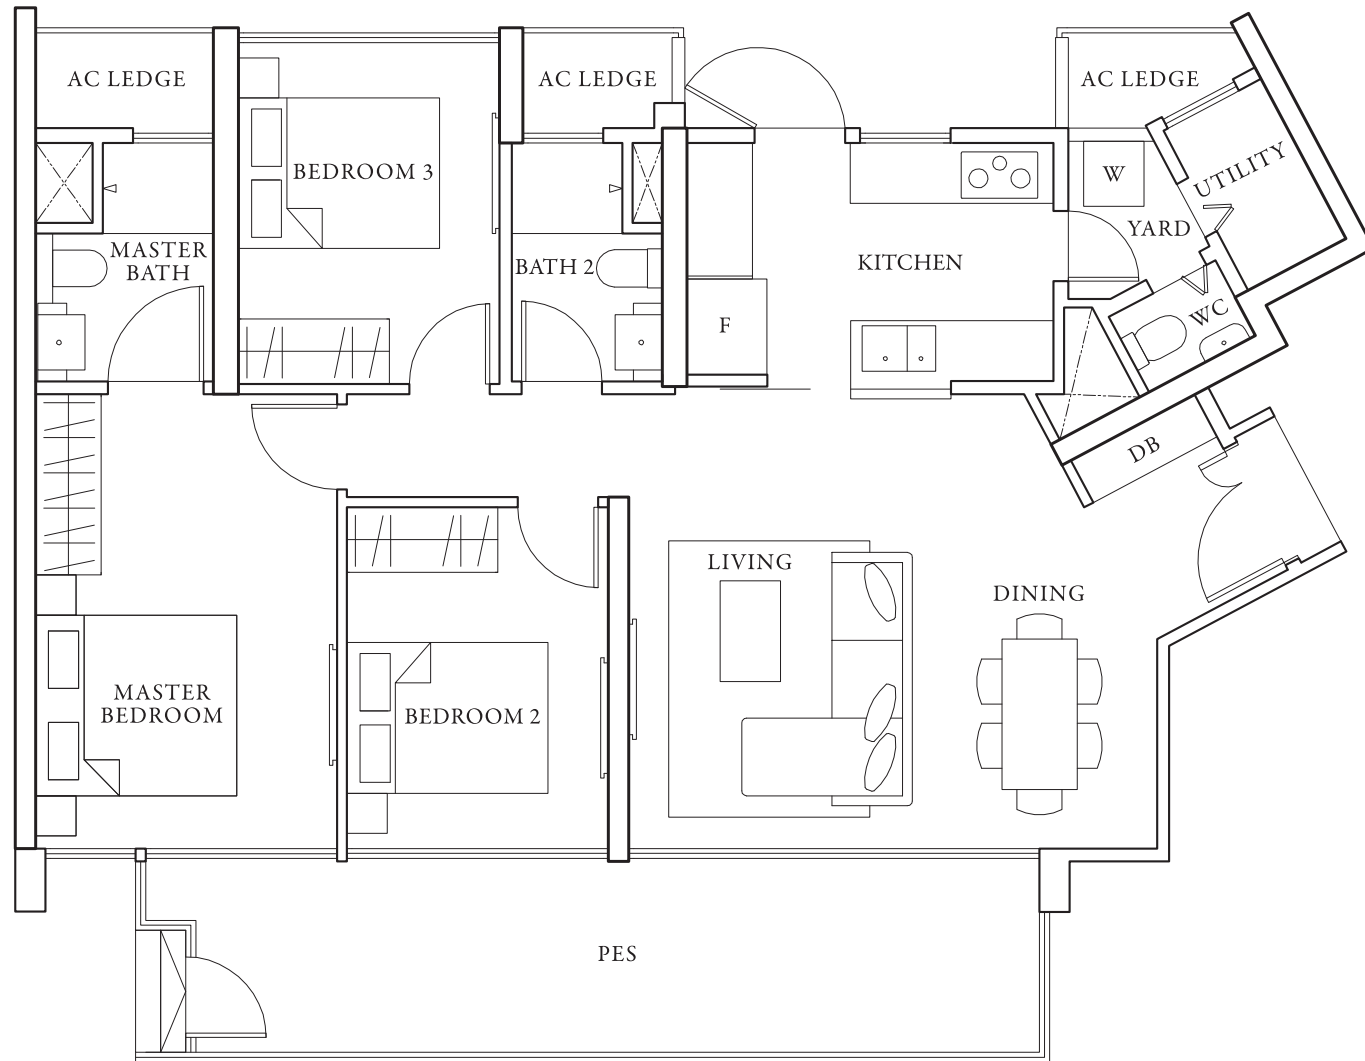 AC LEDGE
AC LEDGE
AC LEDGE
BEDROOM 3
W
UTILITY
YARD
MASTER
BATH
BATH 2
KITCHEN
F
WC
DB
LIVING
DINING
MASTER
BEDROOM
BEDROOM 2
PES